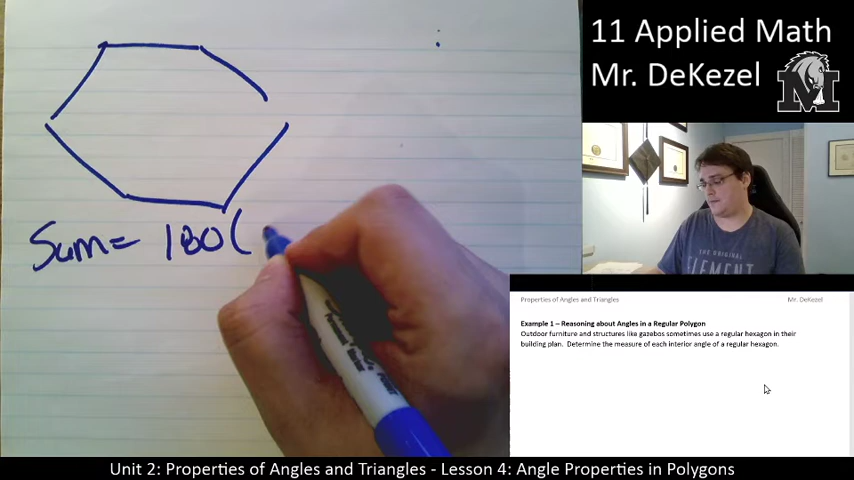 11 Applied Math
Mr. DeKezel
M
Sum= 180(
THE ORIGINAL
ELEMENT
Properties of Angles and Triangles
Mr. DeKezel
Example 1 – Reasoning about Angles in a Regular Polygon
Outdoor furniture and structures like gazebos sometimes use a regular hexagon in their
building plan. Determine the measure of each interior angle of a regular hexagon.
Unit 2: Properties of Angles and Triangles - Lesson 4: Angle Properties in Polygons